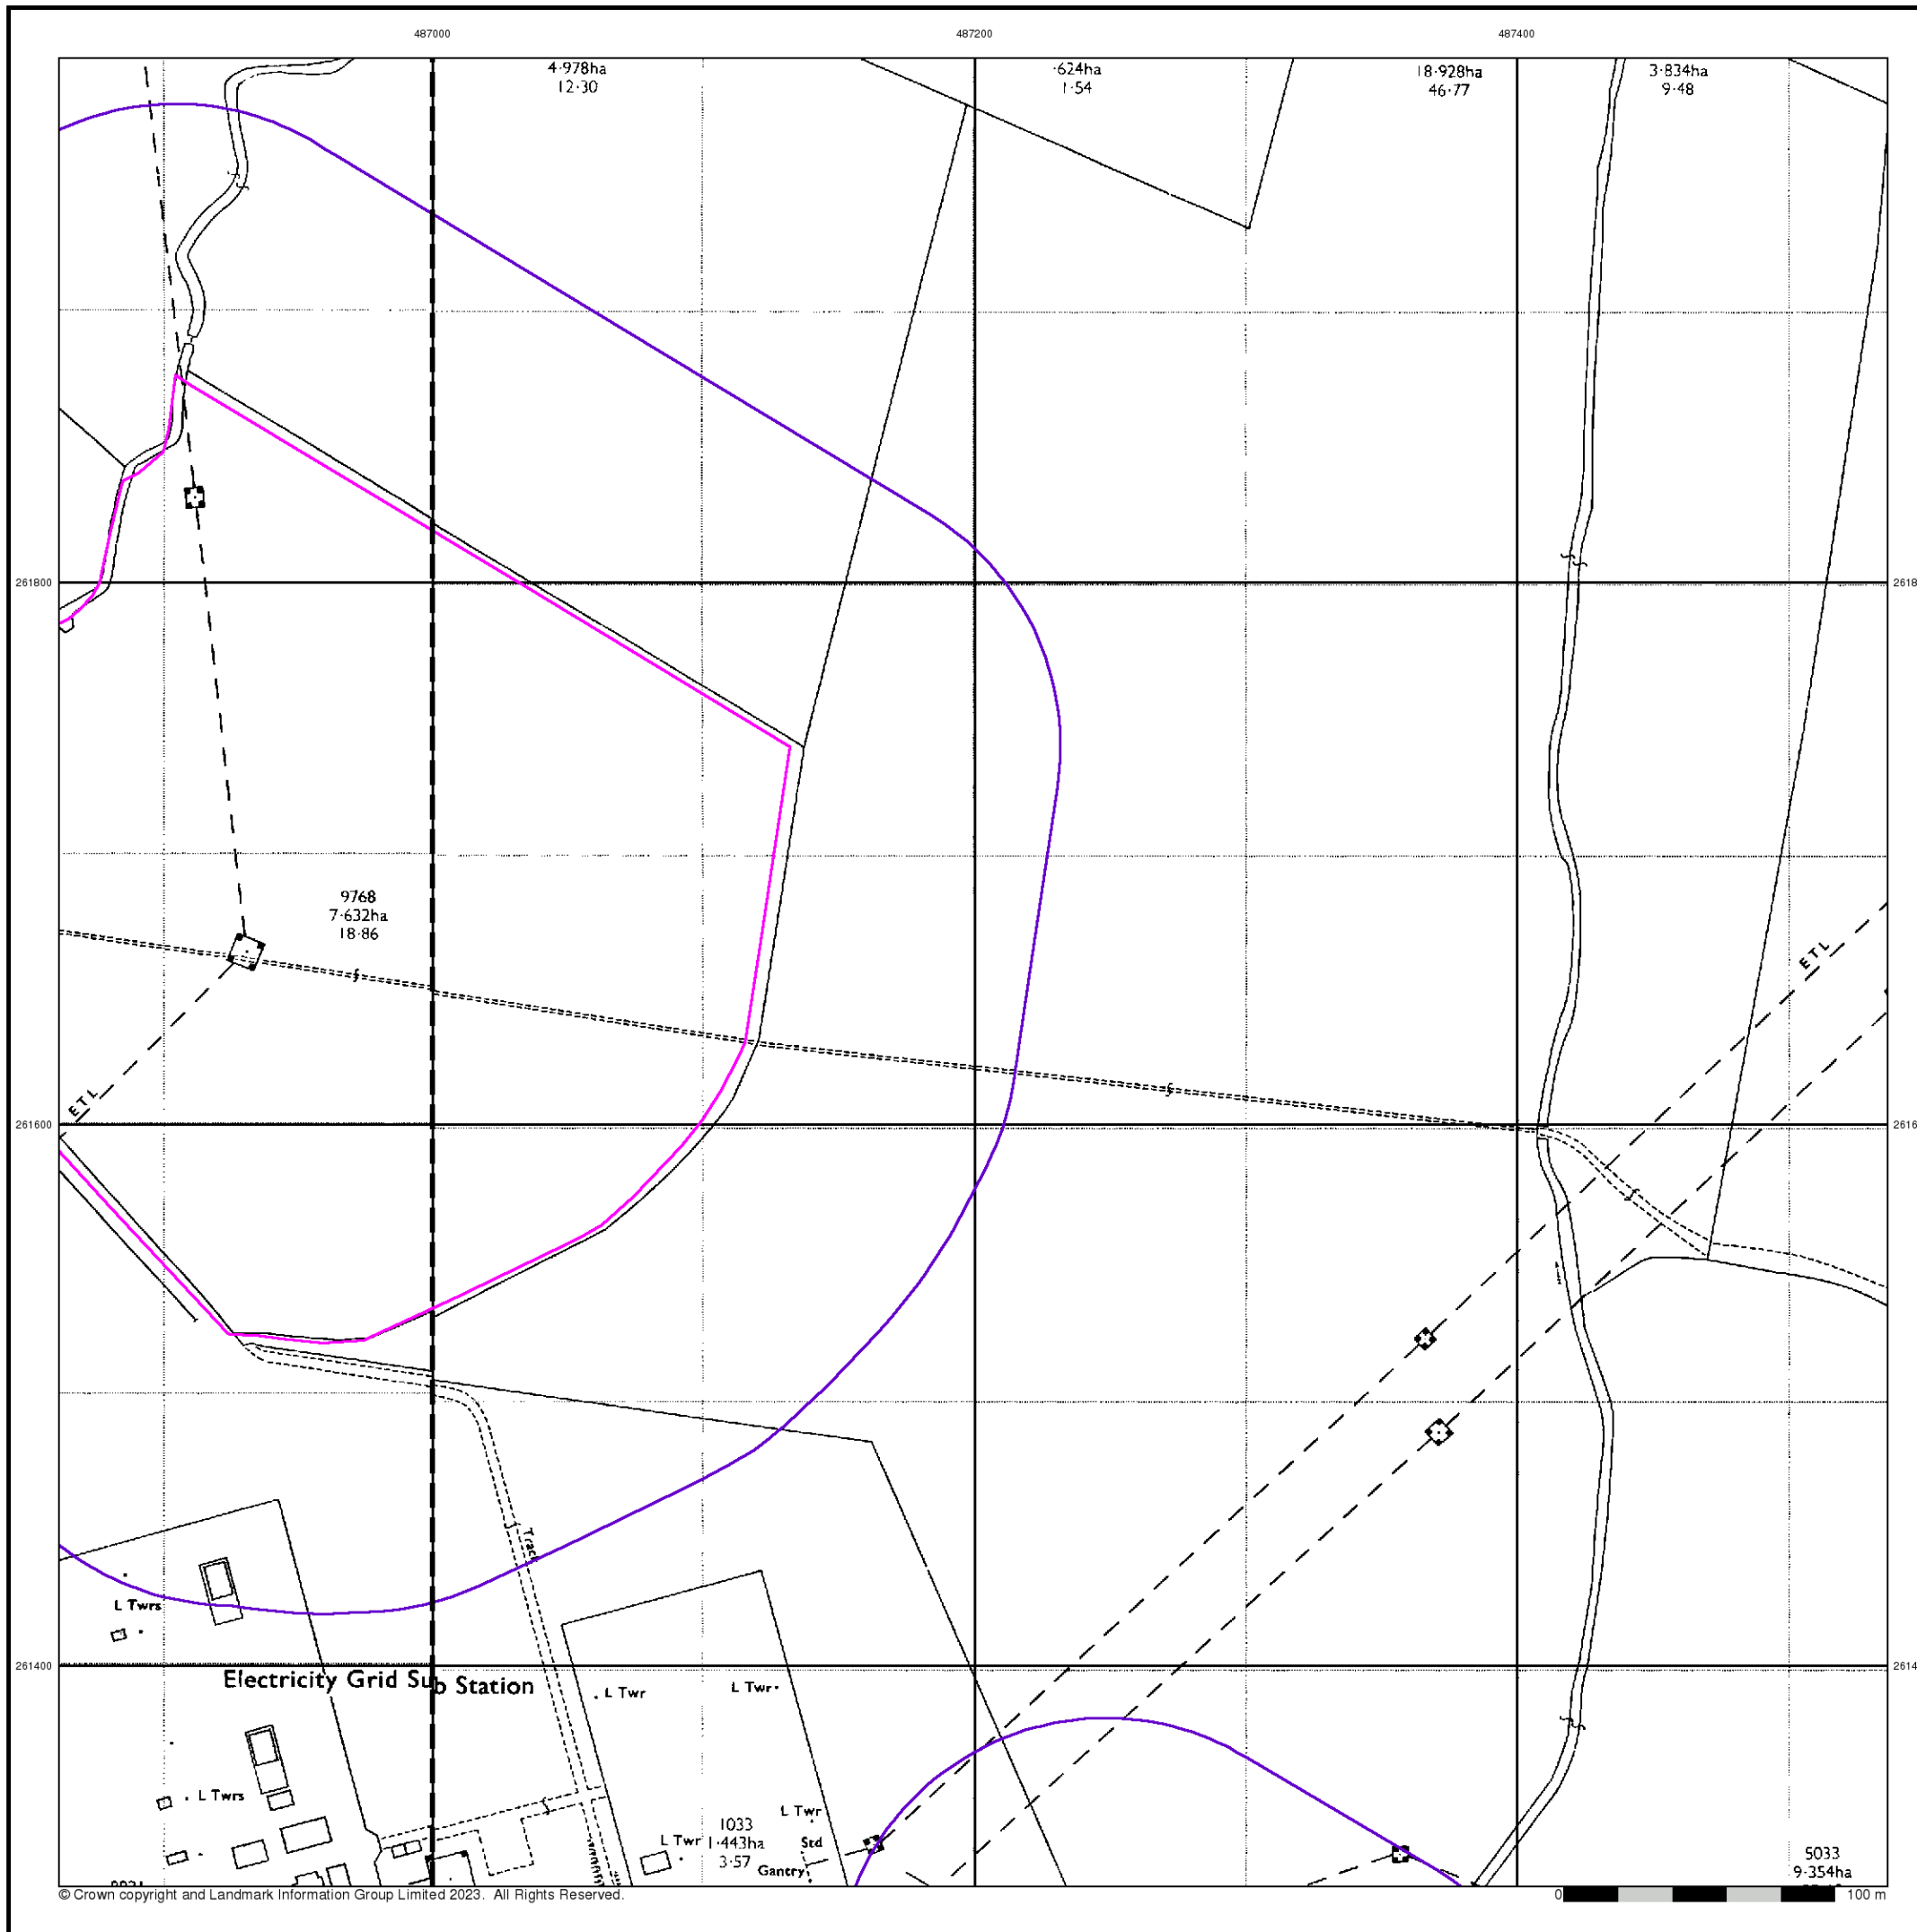 487000
487200
487400
4·978ha
12·30
·624ha
1·54
18·928ha
46·77
3·834ha
9·48
261800
2618
9768
7·632ha
18·86
ETL
ETL
261600
2616
Track
L Twrs
261400
2614
Electricity Grid Sub Station
L Twr
L Twr
L Twrs
L Twr
1033
1·443ha
3·57
L Twr
Std
Gantry
5033
9·354ha
© Crown copyright and Landmark Information Group Limited 2023. All Rights Reserved.
0
100 m